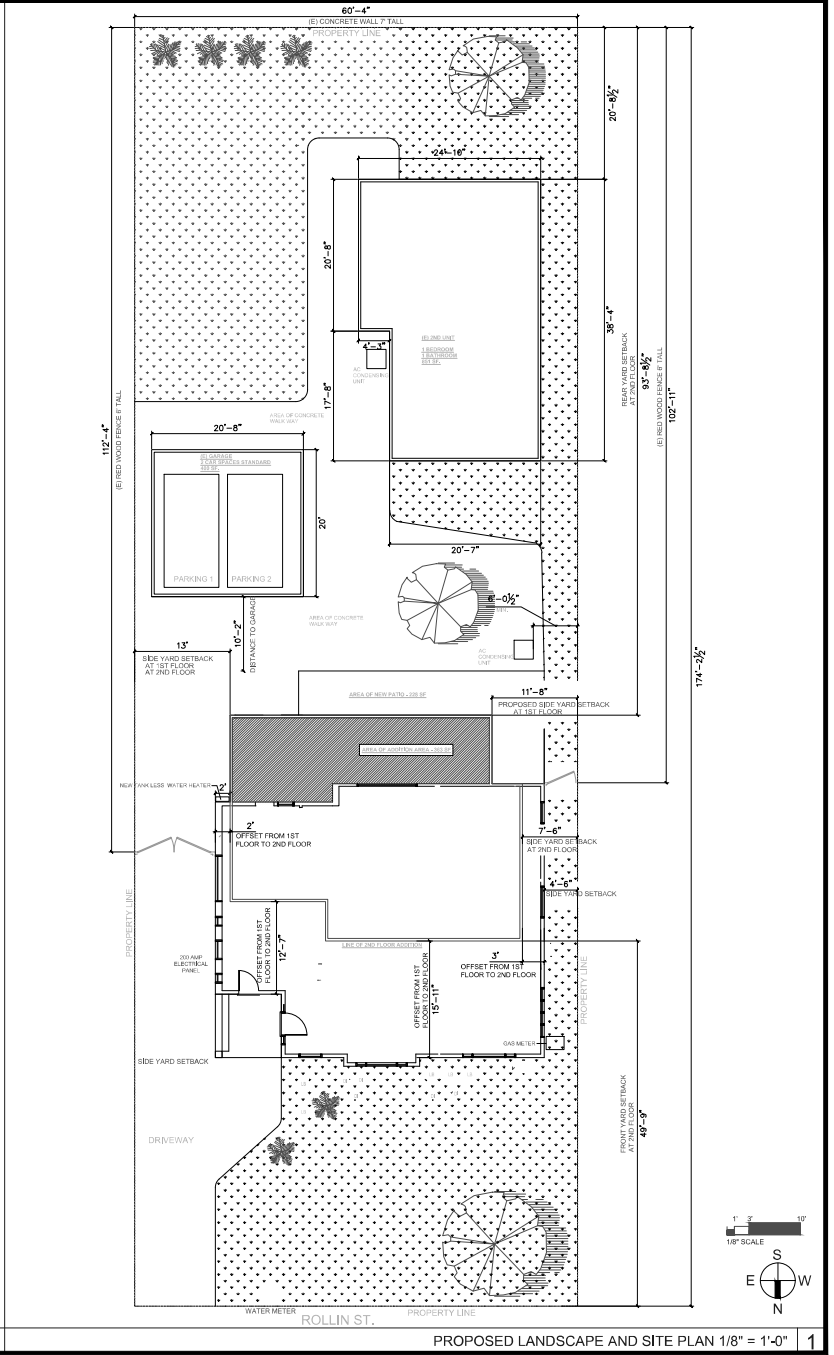 60'-4"
(E) CONCRETE WALL 7' TALL
PROPERTY LINE
20'-8½"
24'-10"
20'-8"
38'-4"
(E) 2ND UNIT
1 BEDROOM
1 BATHROOM
4'-3"
AC
CONDENSING
UNIT
17'-8"
REAR YARD SETBACK
AT 2ND FLOOR
93'-8½"
(E) RED WOOD FENCE 8' TALL
102'-11"
112'-4"
(E) RED WOOD FENCE 8' TALL
AREA OF CONCRETE
WALK WAY
20'-8"
(E) GARAGE
2 CAR SPACES STANDARD
20'
PARKING 1
PARKING 2
20'-7"
6'-0½"
AREA OF CONCRETE
WALK WAY
10'-2"
DISTANCE TO GARAGE
13'
SIDE YARD SETBACK
AT 1ST FLOOR
AT 2ND FLOOR
AC
CONDENSING
UNIT
174'-2½"
11'-8"
AREA OF NEW PATIO
PROPOSED SIDE YARD SETBACK
AT 1ST FLOOR
AREA OF ADDITION AREA
NEW TANK LESS WATER HEATER
2'
2'
OFFSET FROM 1ST
FLOOR TO 2ND FLOOR
7'-6"
SIDE YARD SETBACK
AT 2ND FLOOR
4'-6"
SIDE YARD SETBACK
PROPERTY LINE
OFFSET FROM 1ST
FLOOR TO 2ND FLOOR
12'-7"
LINE OF 2ND FLOOR ADDITION
200 AMP
ELECTRICAL
PANEL
3'
OFFSET FROM 1ST
FLOOR TO 2ND FLOOR
OFFSET FROM 1ST
FLOOR TO 2ND FLOOR
15'-11"
PROPERTY LINE
GAS METER
SIDE YARD SETBACK
DRIVEWAY
FRONT YARD SETBACK
AT 2ND FLOOR
49'-9"
1' 3' 10'
1/8" SCALE
S
E W
N
WATER METER
ROLLIN ST.
PROPERTY LINE
PROPOSED LANDSCAPE AND SITE PLAN 1/8" = 1'-0" 1